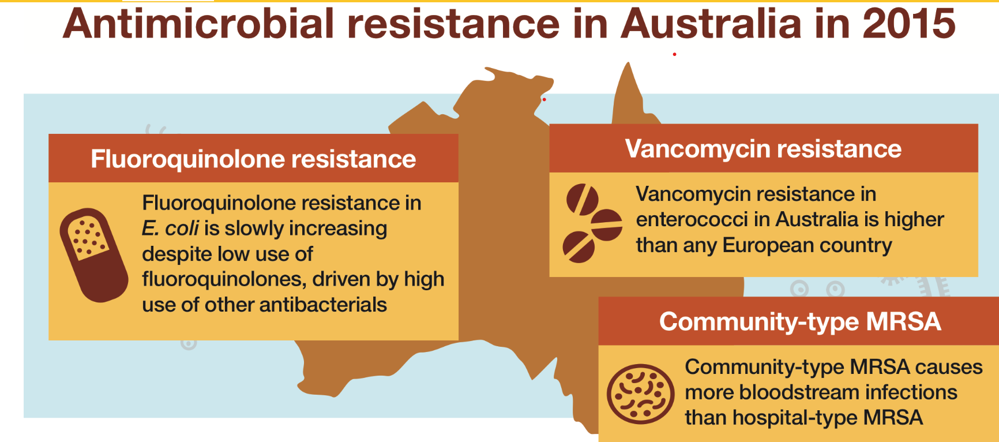 Antimicrobial resistance in Australia in 2015
Fluoroquinolone resistance
Fluoroquinolone resistance in
E. coli is slowly increasing
despite low use of
fluoroquinolones, driven by high
use of other antibacterials
Vancomycin resistance
Vancomycin resistance in
enterococci in Australia is higher
than any European country
Community-type MRSA
Community-type MRSA causes
more bloodstream infections
than hospital-type MRSA